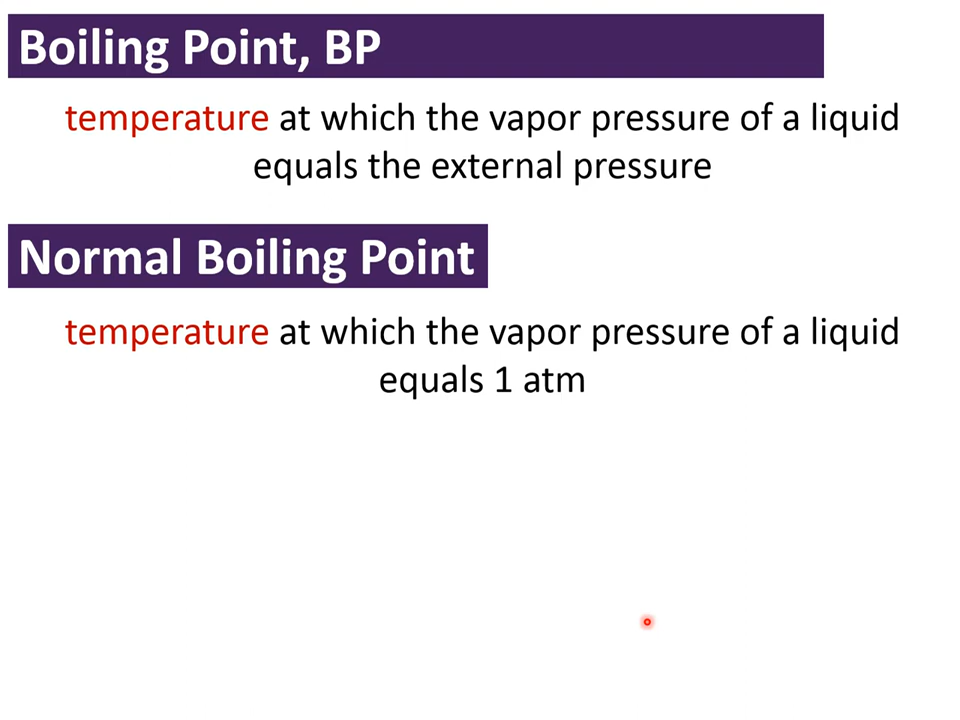 Boiling Point, BP
temperature at which the vapor pressure of a liquid
equals the external pressure
Normal Boiling Point
temperature at which the vapor pressure of a liquid
equals 1 atm